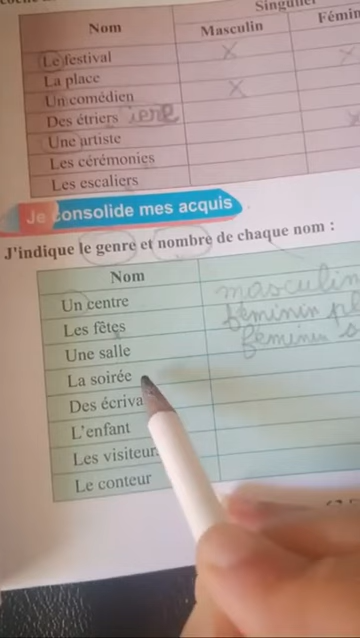 Nom
Singulier
Masculin
Fémin
Le festival
X
La place
Un comédien
X
Des étriers
Une artiste
Les cérémonies
Les escaliers
Je consolide mes acquis
J'indique le genre et nombre de chaque nom :
Nom
Un centre
masculin
Les fêtes
féminin
Une salle
féminin s
La soirée
Des écriva
L'enfant
Les visiteur
Le conteur